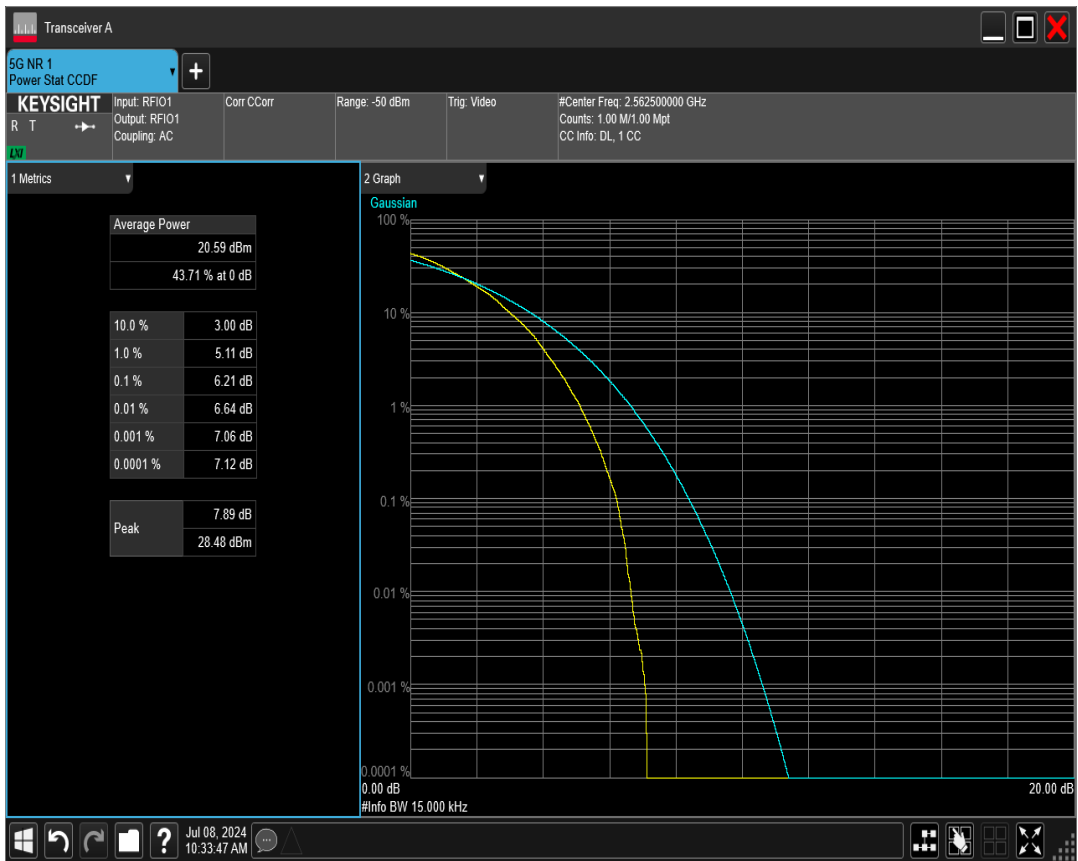 Transceiver A
5G NR 1
Power Stat CCDF
+
KEYSIGHT
R T
LXI
Input: RFIO1
Output: RFIO1
Coupling: AC
Corr CCorr
Range: -50 dBm
Trig: Video
#Center Freq: 2.562500000 GHz
Counts: 1.00 M/1.00 Mpt
CC Info: DL, 1 CC
1 Metrics
Average Power
20.59 dBm
43.71 % at 0 dB
10.0 % 3.00 dB
1.0 % 5.11 dB
0.1 % 6.21 dB
0.01 % 6.64 dB
0.001 % 7.06 dB
0.0001 % 7.12 dB
Peak
7.89 dB
28.48 dBm
2 Graph
Gaussian
100 %
10 %
1 %
0.1 %
0.01 %
0.001 %
0.0001 %
0.00 dB 20.00 dB
#Info BW 15.000 kHz
?
Jul 08, 2024
10:33:47 AM